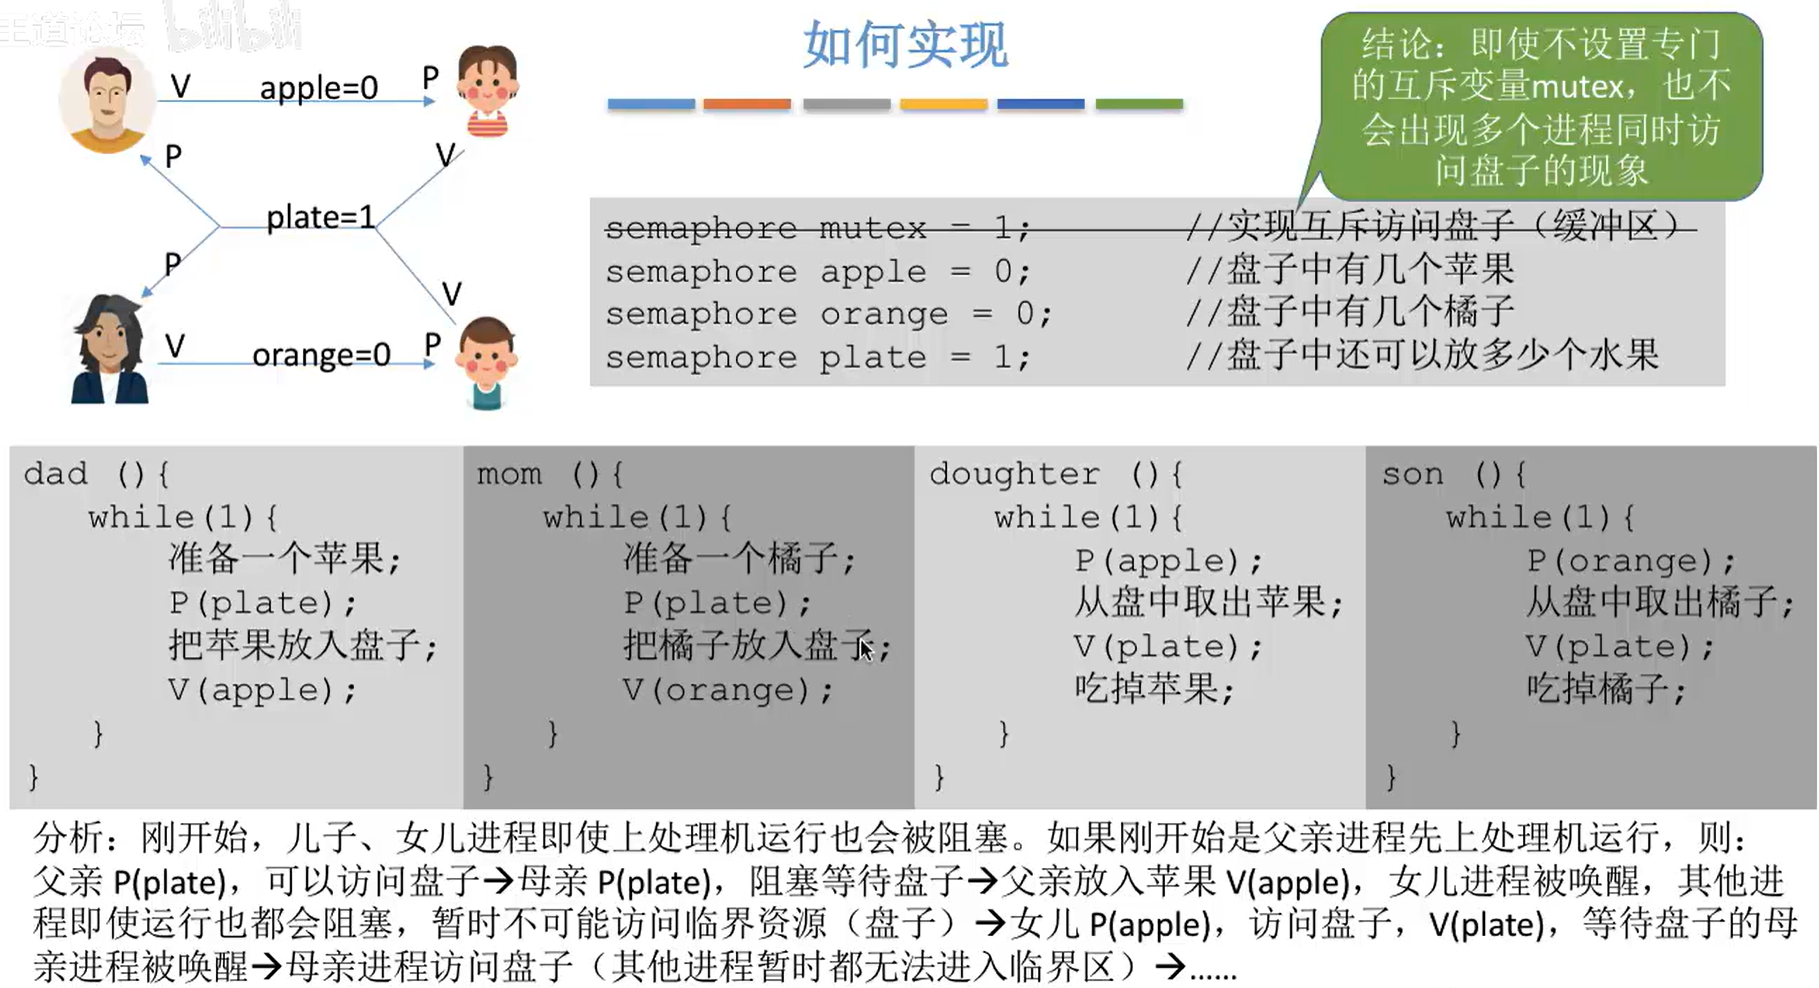 王道论坛 bilibili
如何实现
结论：即使不设置专门
的互斥变量mutex，也不
会出现多个进程同时访
问盘子的现象
V apple=0 P
P V
plate=1
P V
V orange=0 P
semaphore mutex = 1; //实现互斥访问盘子（缓冲区）
semaphore apple = 0; //盘子中有几个苹果
semaphore orange = 0; //盘子中有几个橘子
semaphore plate = 1; //盘子中还可以放多少个水果
dad (){
while(1){
准备一个苹果;
P(plate);
把苹果放入盘子;
V(apple);
}
}
mom (){
while(1){
准备一个橘子;
P(plate);
把橘子放入盘子;
V(orange);
}
}
doughter (){
while(1){
P(apple);
从盘中取出苹果;
V(plate);
吃掉苹果;
}
}
son (){
while(1){
P(orange);
从盘中取出橘子;
V(plate);
吃掉橘子;
}
}
分析：刚开始，儿子、女儿进程即使上处理机运行也会被阻塞。如果刚开始是父亲进程先上处理机运行，则：
父亲 P(plate)，可以访问盘子→母亲 P(plate)，阻塞等待盘子→父亲放入苹果 V(apple)，女儿进程被唤醒，其他进
程即使运行也都会阻塞，暂时不可能访问临界资源（盘子）→女儿 P(apple)，访问盘子，V(plate)，等待盘子的母
亲进程被唤醒→母亲进程访问盘子（其他进程暂时都无法进入临界区）→......